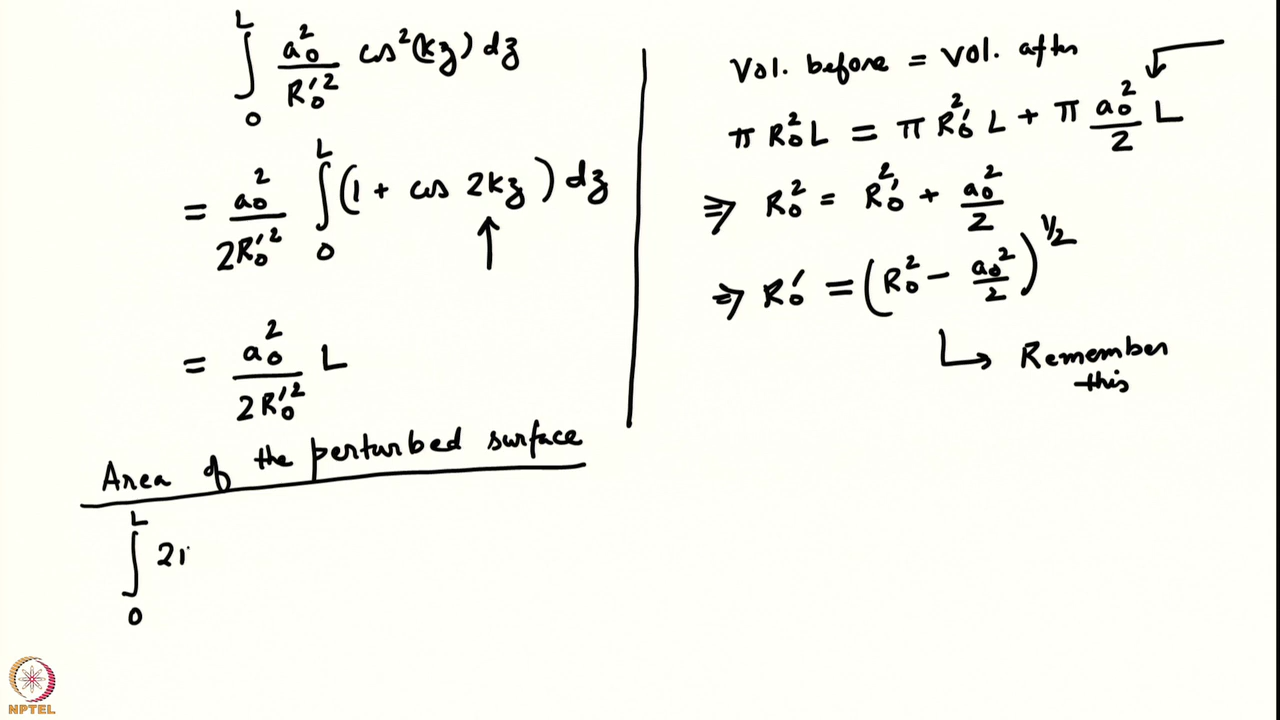 ∫₀ᴸ a₀²/R₀′² cos²(kz) dz
= a₀²/2R₀′² ∫₀ᴸ (1 + cos 2kz) dz
= a₀²/2R₀′² L
Area of the perturbed surface
∫₀ᴸ 2
Vol. before = Vol. after
π R₀² L = π R₀′² L + π a₀²/2 L
⇒ R₀² = R₀′² + a₀²/2
⇒ R₀′ = (R₀² − a₀²/2)^1/2
↳ Remember
this
NPTEL